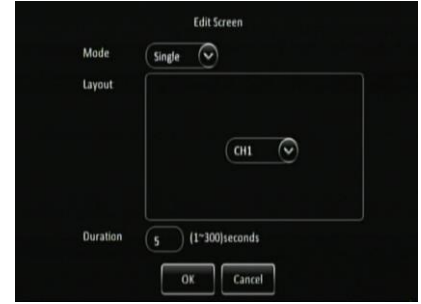 Edit Screen
Mode Single
Layout
CH1
Duration 5 (1~300)seconds
OK Cancel